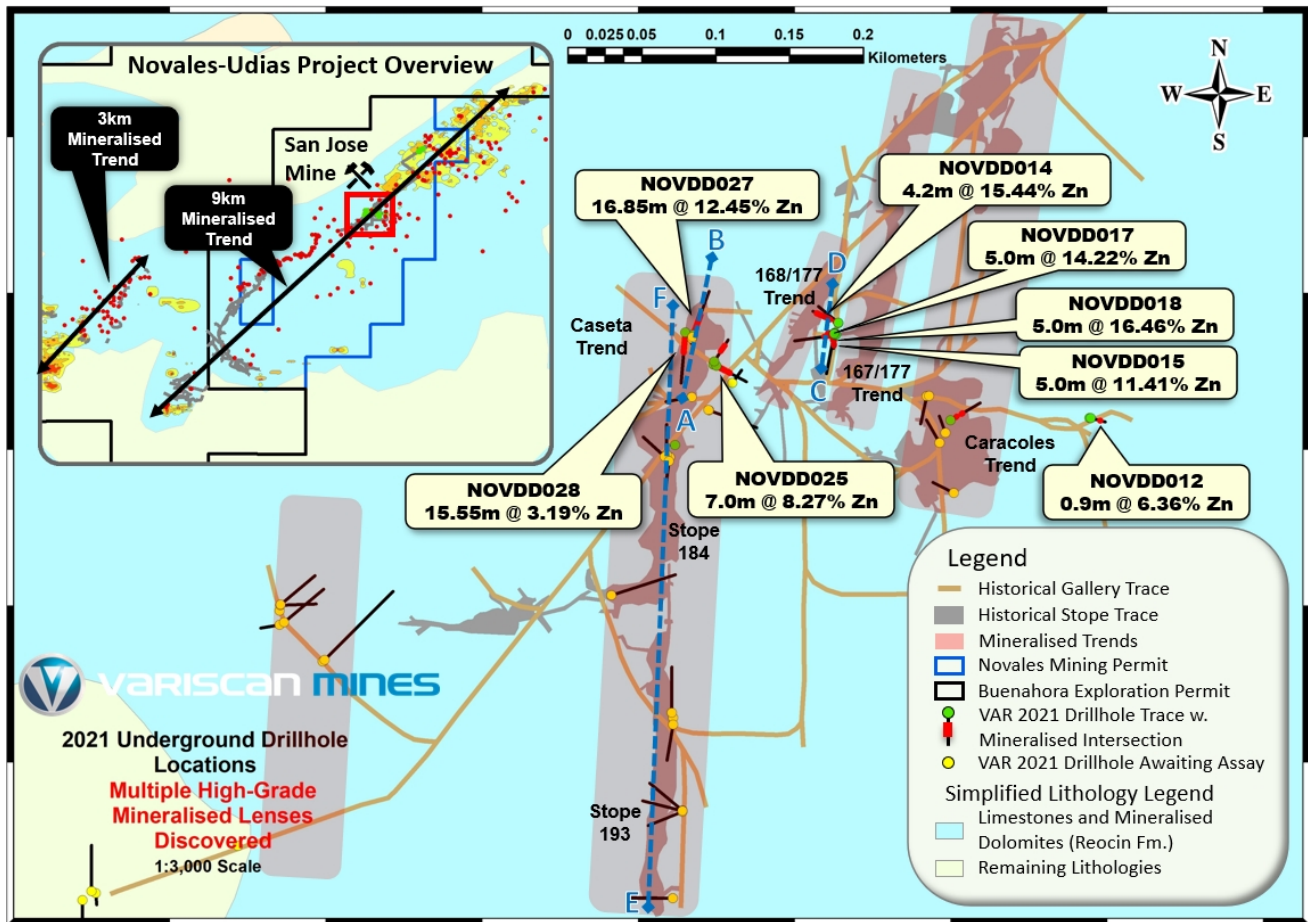 Novales-Udias Project Overview
3km
Mineralised
Trend
9km
Mineralised
Trend
San Jose
Mine
0 0.025 0.05 0.1 0.15 0.2
Kilometers
N
W E
S
NOVDD027
16.85m @ 12.45% Zn
NOVDD014
4.2m @ 15.44% Zn
NOVDD017
5.0m @ 14.22% Zn
NOVDD018
5.0m @ 16.46% Zn
NOVDD015
5.0m @ 11.41% Zn
B
168/177
Trend
D
F
Caseta
Trend
C
167/177
Trend
A
Caracoles
Trend
NOVDD028
15.55m @ 3.19% Zn
NOVDD025
7.0m @ 8.27% Zn
NOVDD012
0.9m @ 6.36% Zn
Stope
184
Stope
193
E
VARISCAN MINES
2021 Underground Drillhole
Locations
Multiple High-Grade
Mineralised Lenses
Discovered
1:3,000 Scale
Legend
Historical Gallery Trace
Historical Stope Trace
Mineralised Trends
Novales Mining Permit
Buenahora Exploration Permit
VAR 2021 Drillhole Trace w.
Mineralised Intersection
VAR 2021 Drillhole Awaiting Assay
Simplified Lithology Legend
Limestones and Mineralised
Dolomites (Reocin Fm.)
Remaining Lithologies